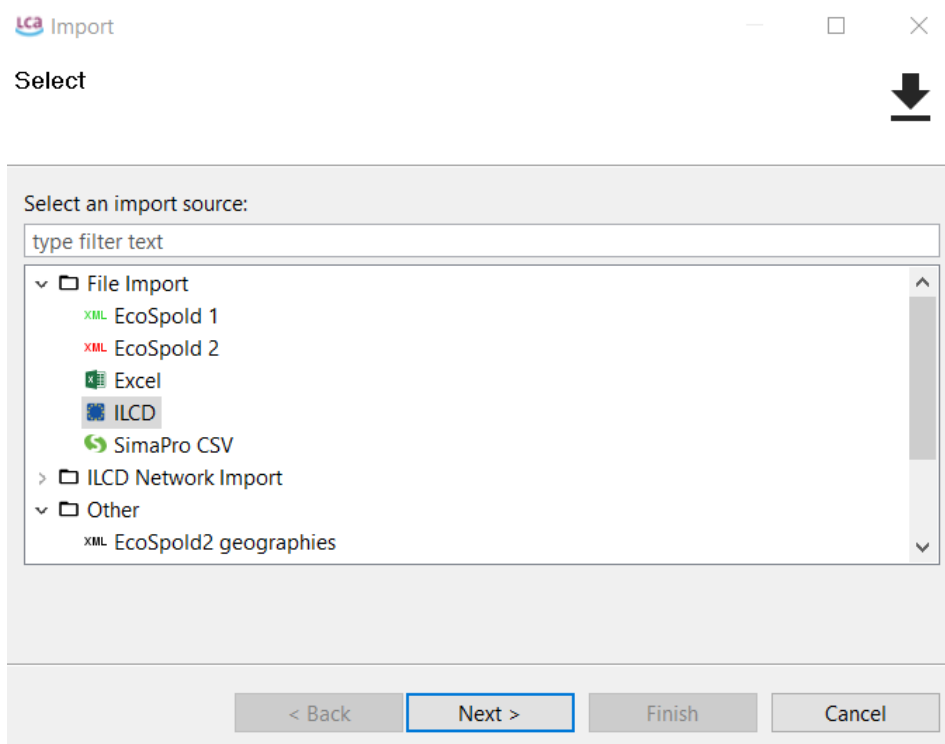 LCA Import
Select
Select an import source:
type filter text
File Import
XML EcoSpold 1
XML EcoSpold 2
Excel
ILCD
SimaPro CSV
ILCD Network Import
Other
XML EcoSpold2 geographies
< Back Next > Finish Cancel